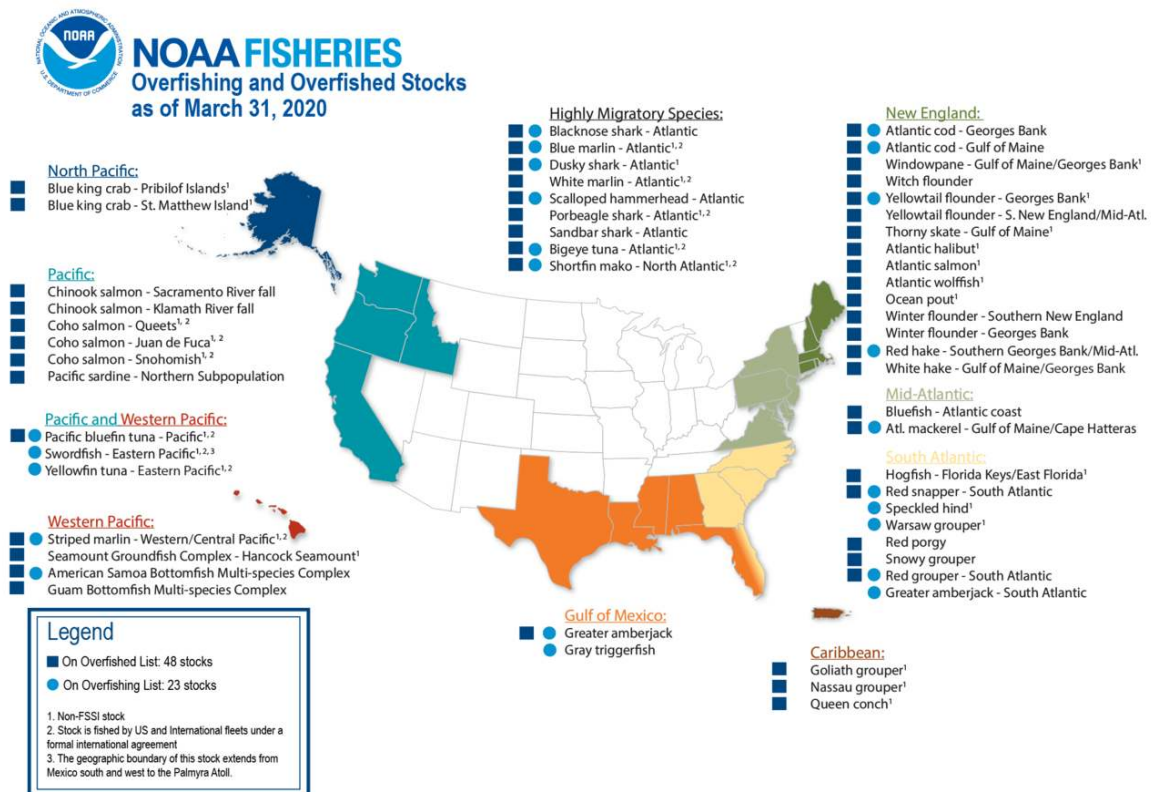 NATIONAL OCEANIC AND ATMOSPHERIC ADMINISTRATION
U.S. DEPARTMENT OF COMMERCE
NOAA
NOAA FISHERIES
Overfishing and Overfished Stocks
as of March 31, 2020
North Pacific:
Blue king crab - Pribilof Islands¹
Blue king crab - St. Matthew Island¹
Pacific:
Chinook salmon - Sacramento River fall
Chinook salmon - Klamath River fall
Coho salmon - Queets¹, ²
Coho salmon - Juan de Fuca¹, ²
Coho salmon - Snohomish¹, ²
Pacific sardine - Northern Subpopulation
Pacific and Western Pacific:
Pacific bluefin tuna - Pacific¹, ²
Swordfish - Eastern Pacific¹, ², ³
Yellowfin tuna - Eastern Pacific¹, ²
Western Pacific:
Striped marlin - Western/Central Pacific¹, ²
Seamount Groundfish Complex - Hancock Seamount¹
American Samoa Bottomfish Multi-species Complex
Guam Bottomfish Multi-species Complex
Legend
On Overfished List: 48 stocks
On Overfishing List: 23 stocks
1. Non-FSSI stock
2. Stock is fished by US and International fleets under a
formal international agreement
3. The geographic boundary of this stock extends from
Mexico south and west to the Palmyra Atoll.
Highly Migratory Species:
Blacknose shark - Atlantic
Blue marlin - Atlantic¹, ²
Dusky shark - Atlantic¹
White marlin - Atlantic¹, ²
Scalloped hammerhead - Atlantic
Porbeagle shark - Atlantic¹, ²
Sandbar shark - Atlantic
Bigeye tuna - Atlantic¹, ²
Shortfin mako - North Atlantic¹, ²
Gulf of Mexico:
Greater amberjack
Gray triggerfish
New England:
Atlantic cod - Georges Bank
Atlantic cod - Gulf of Maine
Windowpane - Gulf of Maine/Georges Bank¹
Witch flounder
Yellowtail flounder - Georges Bank¹
Yellowtail flounder - S. New England/Mid-Atl.
Thorny skate - Gulf of Maine¹
Atlantic halibut¹
Atlantic salmon¹
Atlantic wolffish¹
Ocean pout¹
Winter flounder - Southern New England
Winter flounder - Georges Bank
Red hake - Southern Georges Bank/Mid-Atl.
White hake - Gulf of Maine/Georges Bank
Mid-Atlantic:
Bluefish - Atlantic coast
Atl. mackerel - Gulf of Maine/Cape Hatteras
South Atlantic:
Hogfish - Florida Keys/East Florida¹
Red snapper - South Atlantic
Speckled hind¹
Warsaw grouper¹
Red porgy
Snowy grouper
Red grouper - South Atlantic
Greater amberjack - South Atlantic
Caribbean:
Goliath grouper¹
Nassau grouper¹
Queen conch¹